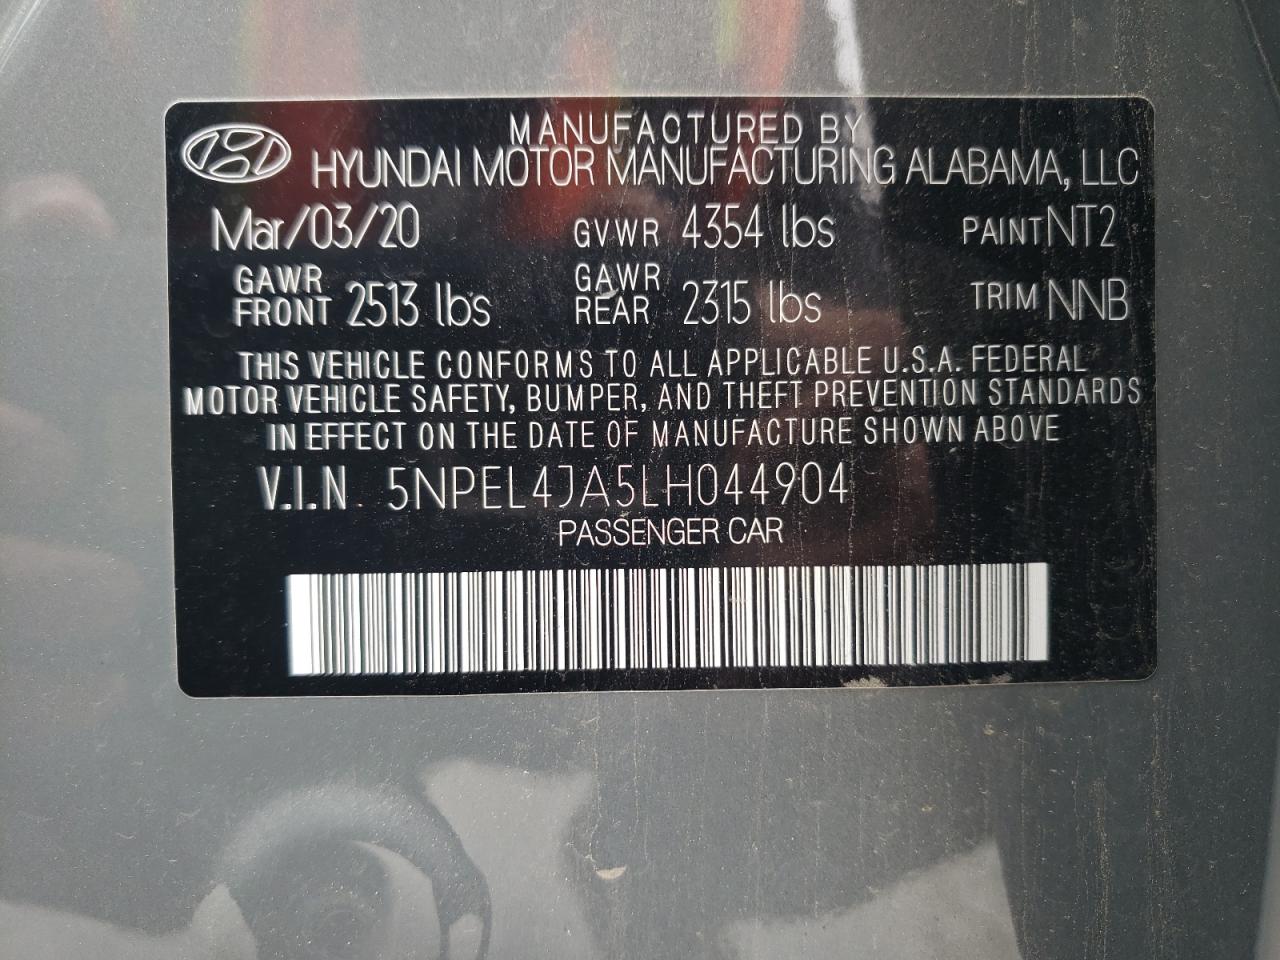 MANUFACTURED BY
HYUNDAI MOTOR MANUFACTURING ALABAMA, LLC
Mar/03/20 GVWR 4354 lbs PAINT NT2
GAWR FRONT 2513 lbs GAWR REAR 2315 lbs TRIM NNB
THIS VEHICLE CONFORMS TO ALL APPLICABLE U.S.A. FEDERAL
MOTOR VEHICLE SAFETY, BUMPER, AND THEFT PREVENTION STANDARDS
IN EFFECT ON THE DATE OF MANUFACTURE SHOWN ABOVE
V.I.N 5NPEL4JA5LH044904
PASSENGER CAR